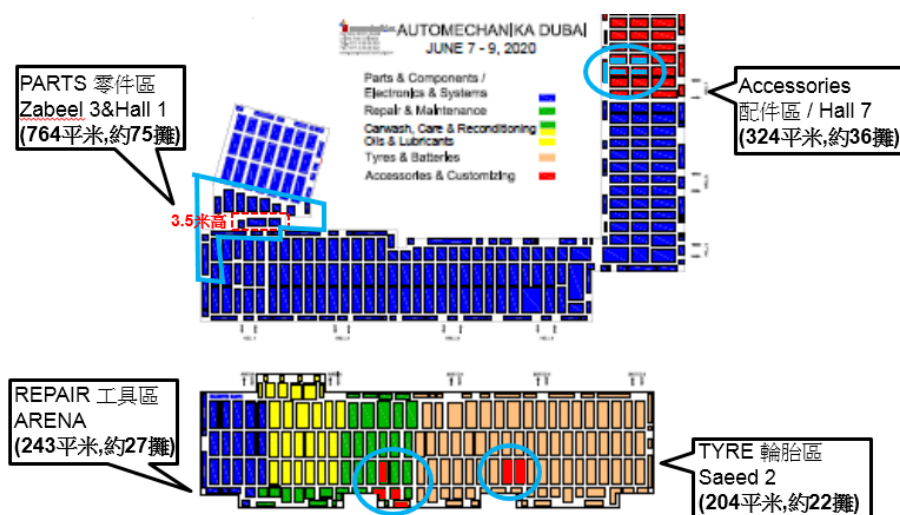 AUTOMECHANIKA DUBAI
JUNE 7 - 9, 2020
PARTS 零件區
Zabeel 3&Hall 1
(764平米,約75攤)
Parts & Components /
Electronics & Systems
Repair & Maintenance
Carwash, Care & Reconditioning
Oils & Lubricants
Tyres & Batteries
Accessories & Customizing
Accessories
配件區 / Hall 7
(324平米,約36攤)
3.5米高
REPAIR 工具區
ARENA
(243平米,約27攤)
TYRE 輪胎區
Saeed 2
(204平米,約22攤)